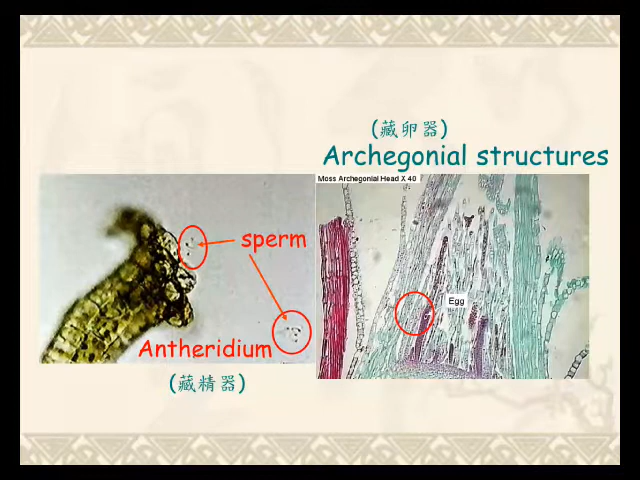 (藏卵器)
Archegonial structures
Moss Archegonial Head X 40
sperm
Egg
Antheridium
(藏精器)